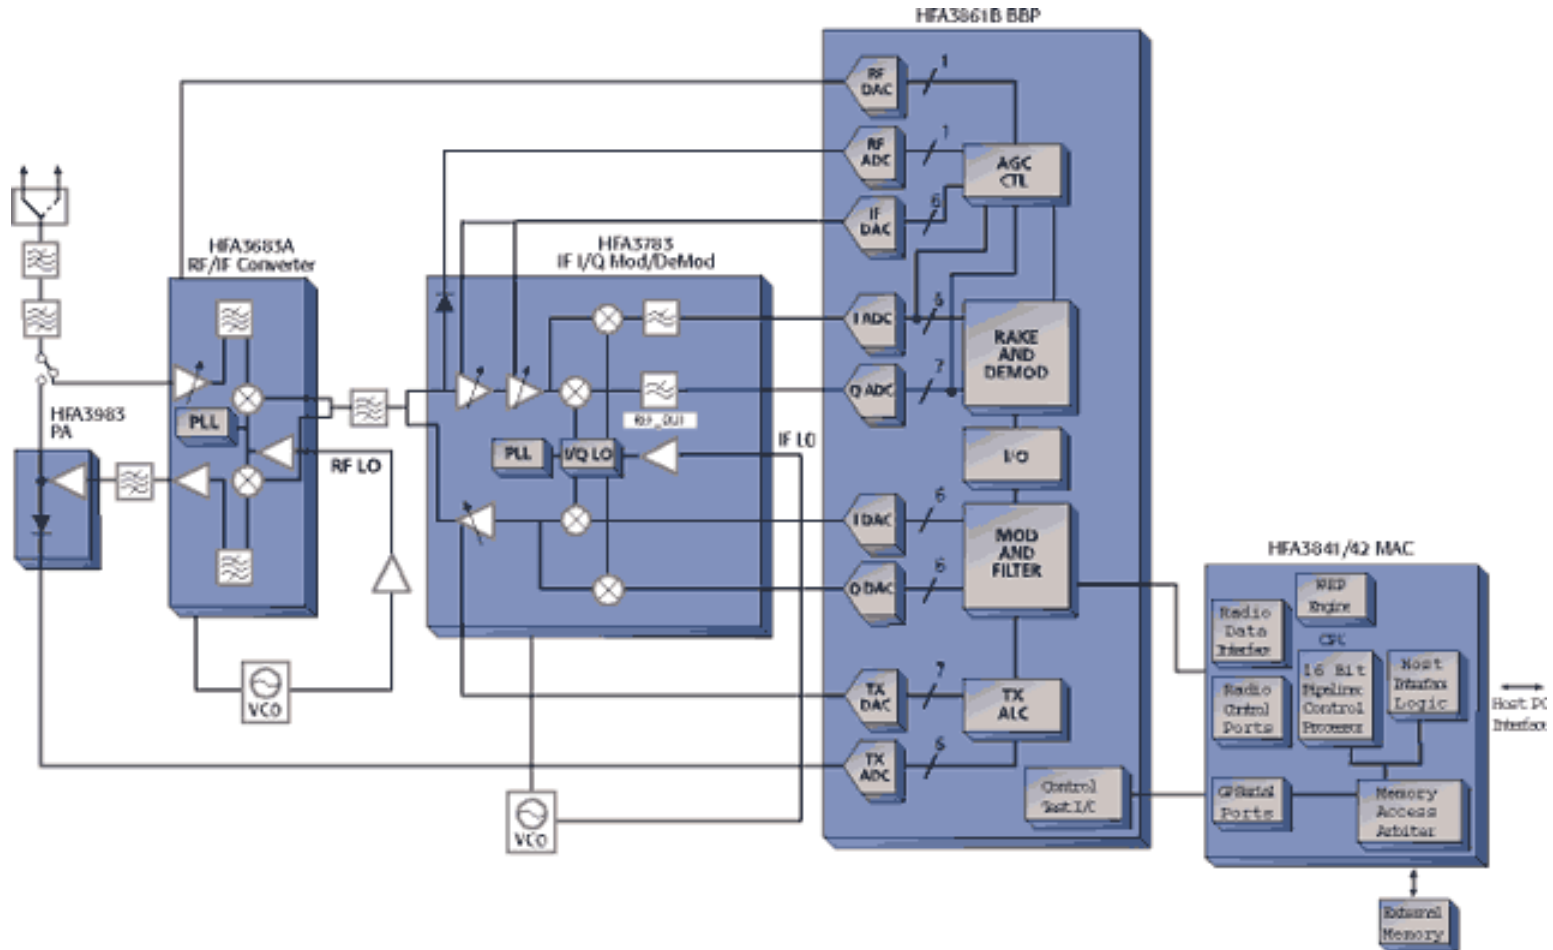 HFA3861B BBP
RF
DAC
1
RF
ADC
1
AGC
CTL
IF
DAC
6
HFA3683A
RF/IF Converter
HFA3783
IF I/Q Mod/DeMod
I ADC
6
RAKE
AND
DEMOD
Q ADC
7
HFA3983
PA
PLL
RF LO
PLL
I/Q LO
IF LO
I/O
I DAC
6
MOD
AND
FILTER
Q DAC
6
HFA3841/42 MAC
WEP
Engine
Radio
Data
Interface
CPU
16 Bit
Pipelined
Control
Processor
Host
Interface
Logic
Radio
Control
Ports
Host PC
Interface
VCO
TX
DAC
7
TX
ALC
TX
ADC
6
Control
Test I/C
Ports
Memory
Access
Arbiter
VCO
External
Memory